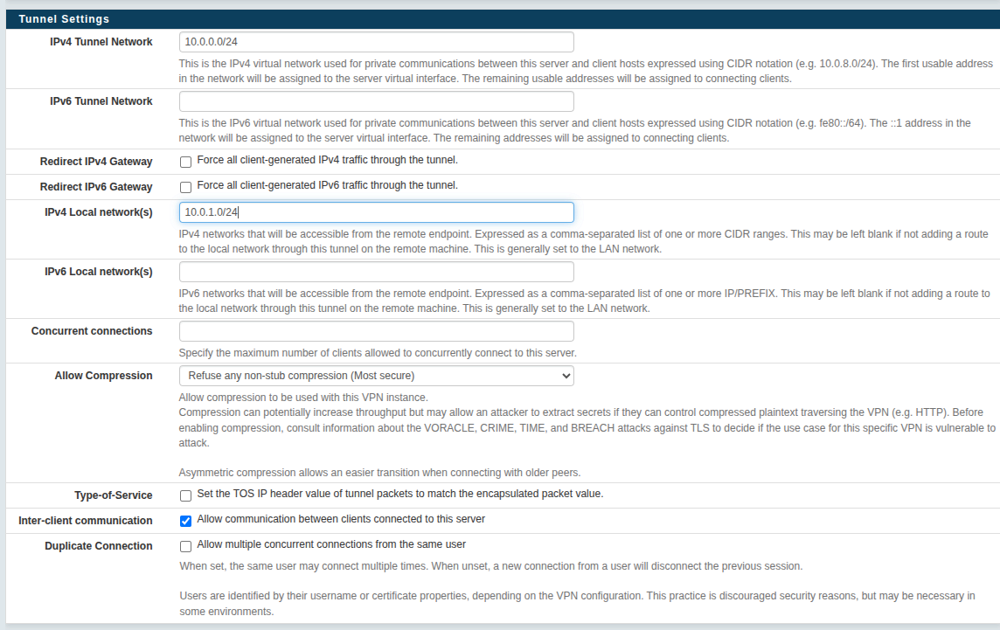 Tunnel Settings
IPv4 Tunnel Network
10.0.0.0/24
This is the IPv4 virtual network used for private communications between this server and client hosts expressed using CIDR notation (e.g. 10.0.8.0/24). The first usable address
in the network will be assigned to the server virtual interface. The remaining usable addresses will be assigned to connecting clients.
IPv6 Tunnel Network
This is the IPv6 virtual network used for private communications between this server and client hosts expressed using CIDR notation (e.g. fe80::/64). The ::1 address in the
network will be assigned to the server virtual interface. The remaining addresses will be assigned to connecting clients.
Redirect IPv4 Gateway
Force all client-generated IPv4 traffic through the tunnel.
Redirect IPv6 Gateway
Force all client-generated IPv6 traffic through the tunnel.
IPv4 Local network(s)
10.0.1.0/24
IPv4 networks that will be accessible from the remote endpoint. Expressed as a comma-separated list of one or more CIDR ranges. This may be left blank if not adding a route
to the local network through this tunnel on the remote machine. This is generally set to the LAN network.
IPv6 Local network(s)
IPv6 networks that will be accessible from the remote endpoint. Expressed as a comma-separated list of one or more IP/PREFIX. This may be left blank if not adding a route to
the local network through this tunnel on the remote machine. This is generally set to the LAN network.
Concurrent connections
Specify the maximum number of clients allowed to concurrently connect to this server.
Allow Compression
Refuse any non-stub compression (Most secure)
Allow compression to be used with this VPN instance.
Compression can potentially increase throughput but may allow an attacker to extract secrets if they can control compressed plaintext traversing the VPN (e.g. HTTP). Before
enabling compression, consult information about the VORACLE, CRIME, TIME, and BREACH attacks against TLS to decide if the use case for this specific VPN is vulnerable to
attack.
Asymmetric compression allows an easier transition when connecting with older peers.
Type-of-Service
Set the TOS IP header value of tunnel packets to match the encapsulated packet value.
Inter-client communication
Allow communication between clients connected to this server
Duplicate Connection
Allow multiple concurrent connections from the same user
When set, the same user may connect multiple times. When unset, a new connection from a user will disconnect the previous session.
Users are identified by their username or certificate properties, depending on the VPN configuration. This practice is discouraged security reasons, but may be necessary in
some environments.